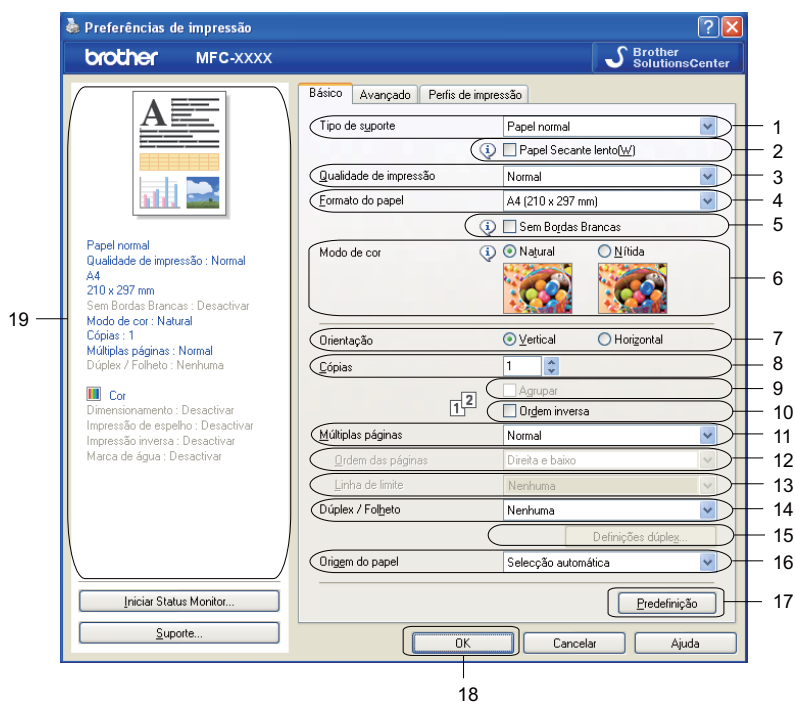 Preferências de impressão
brother MFC-XXXX
Brother
SolutionsCenter
Básico Avançado Perfis de impressão
Tipo de suporte Papel normal 1
Papel Secante lento(W) 2
Qualidade de impressão Normal 3
Formato do papel A4 (210 x 297 mm) 4
Sem Bordas Brancas 5
Modo de cor Natural Nítida 6
Orientação Vertical Horizontal 7
Cópias 1 8
Agrupar 9
12 Ordem inversa 10
Múltiplas páginas Normal 11
Ordem das páginas Direita e baixo 12
Linha de limite Nenhuma 13
Dúplex / Folheto Nenhuma 14
Definições dúplex... 15
Origem do papel Selecção automática 16
Predefinição 17
A
Papel normal
Qualidade de impressão : Normal
A4
210 x 297 mm
Sem Bordas Brancas : Desactivar
Modo de cor : Natural
19
Cópias : 1
Múltiplas páginas : Normal
Dúplex / Folheto : Nenhuma
Cor
Dimensionamento : Desactivar
Impressão de espelho : Desactivar
Impressão inversa : Desactivar
Marca de água : Desactivar
Iniciar Status Monitor...
Suporte...
OK Cancelar Ajuda
18